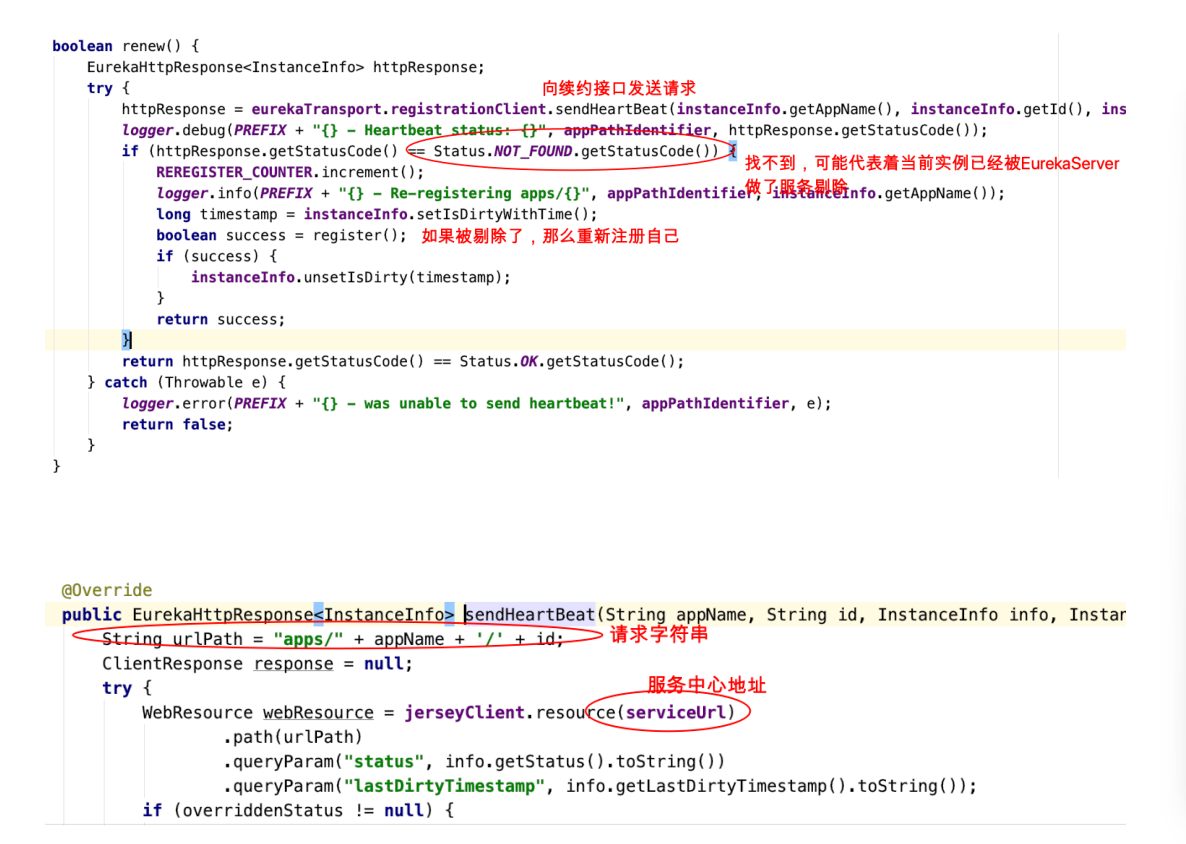 boolean renew() {
EurekaHttpResponse<InstanceInfo> httpResponse;
try {
向续约接口发送请求
httpResponse = eurekaTransport.registrationClient.sendHeartBeat(instanceInfo.getAppName(), instanceInfo.getId(), ins
logger.debug(PREFIX + "{} - Heartbeat status: {}", appPathIdentifier, httpResponse.getStatusCode());
if (httpResponse.getStatusCode() == Status.NOT_FOUND.getStatusCode()) {
找不到，可能代表着当前实例已经被EurekaServer
做了服务剔除
REREGISTER_COUNTER.increment();
logger.info(PREFIX + "{} - Re-registering apps/{}", appPathIdentifier, instanceInfo.getAppName());
long timestamp = instanceInfo.setIsDirtyWithTime();
boolean success = register(); 如果被剔除了，那么重新注册自己
if (success) {
instanceInfo.unsetIsDirty(timestamp);
}
return success;
}
return httpResponse.getStatusCode() == Status.OK.getStatusCode();
} catch (Throwable e) {
logger.error(PREFIX + "{} - was unable to send heartbeat!", appPathIdentifier, e);
return false;
}
}
@Override
public EurekaHttpResponse<InstanceInfo> sendHeartBeat(String appName, String id, InstanceInfo info, Instar
String urlPath = "apps/" + appName + '/' + id; 请求字符串
ClientResponse response = null;
try {
服务中心地址
WebResource webResource = jerseyClient.resource(serviceUrl)
.path(urlPath)
.queryParam("status", info.getStatus().toString())
.queryParam("lastDirtyTimestamp", info.getLastDirtyTimestamp().toString());
if (overriddenStatus != null) {